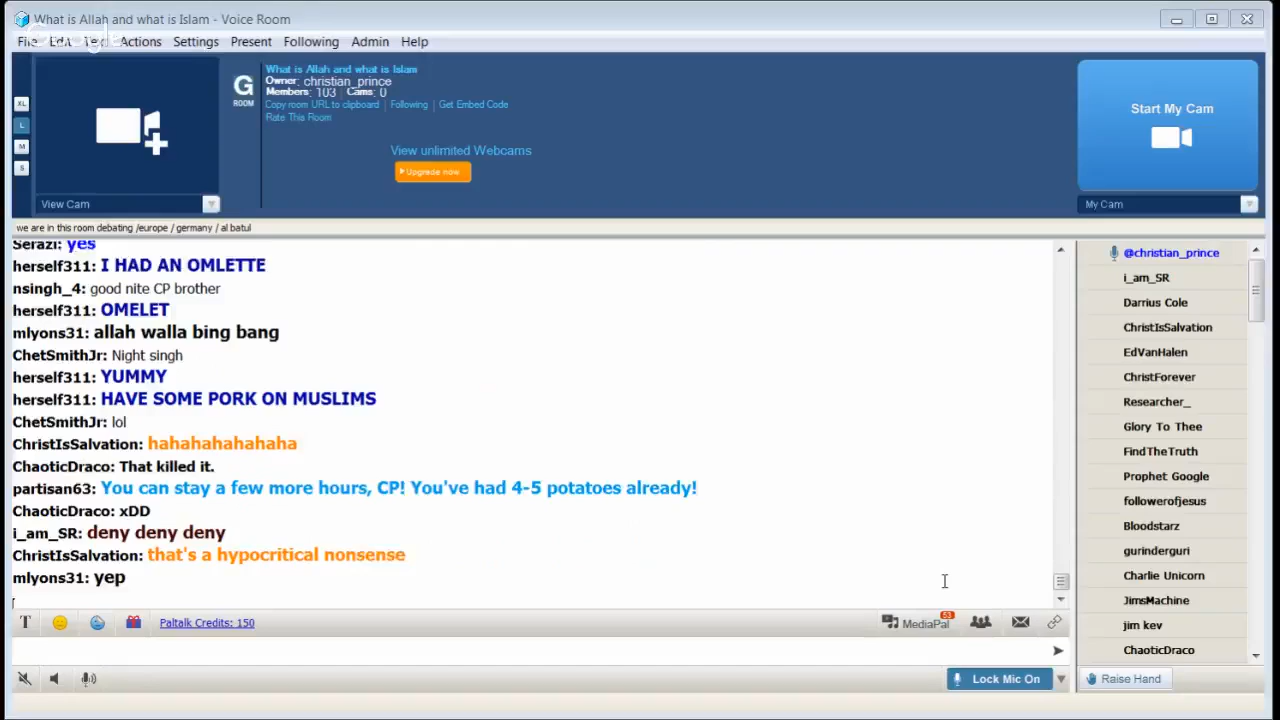 What is Allah and what is Islam - Voice Room
Google
File Edit Text Actions Settings Present Following Admin Help
XL
L
M
S
View Cam
G
ROOM
What is Allah and what is Islam
Owner: christian_prince
Members: 103 Cams: 0
Copy room URL to clipboard | Following | Get Embed Code
Rate This Room
View unlimited Webcams
Upgrade now
Start My Cam
My Cam
we are in this room debating /europe / germany / al batul
Serazi: yes
herself311: I HAD AN OMLETTE
nsingh_4: good nite CP brother
herself311: OMELET
mlyons31: allah walla bing bang
ChetSmithJr: Night singh
herself311: YUMMY
herself311: HAVE SOME PORK ON MUSLIMS
ChetSmithJr: lol
ChristIsSalvation: hahahahahahaha
ChaoticDraco: That killed it.
partisan63: You can stay a few more hours, CP! You've had 4-5 potatoes already!
ChaoticDraco: xDD
i_am_SR: deny deny deny
ChristIsSalvation: that's a hypocritical nonsense
mlyons31: yep
@christian_prince
i_am_SR
Darrius Cole
ChristIsSalvation
EdVanHalen
ChristForever
Researcher_
Glory To Thee
FindTheTruth
Prophet Google
followerofjesus
Bloodstarz
gurinderguri
Charlie Unicorn
JimsMachine
jim kev
ChaoticDraco
T
Paltalk Credits: 150
MediaPal
53
Lock Mic On
Raise Hand